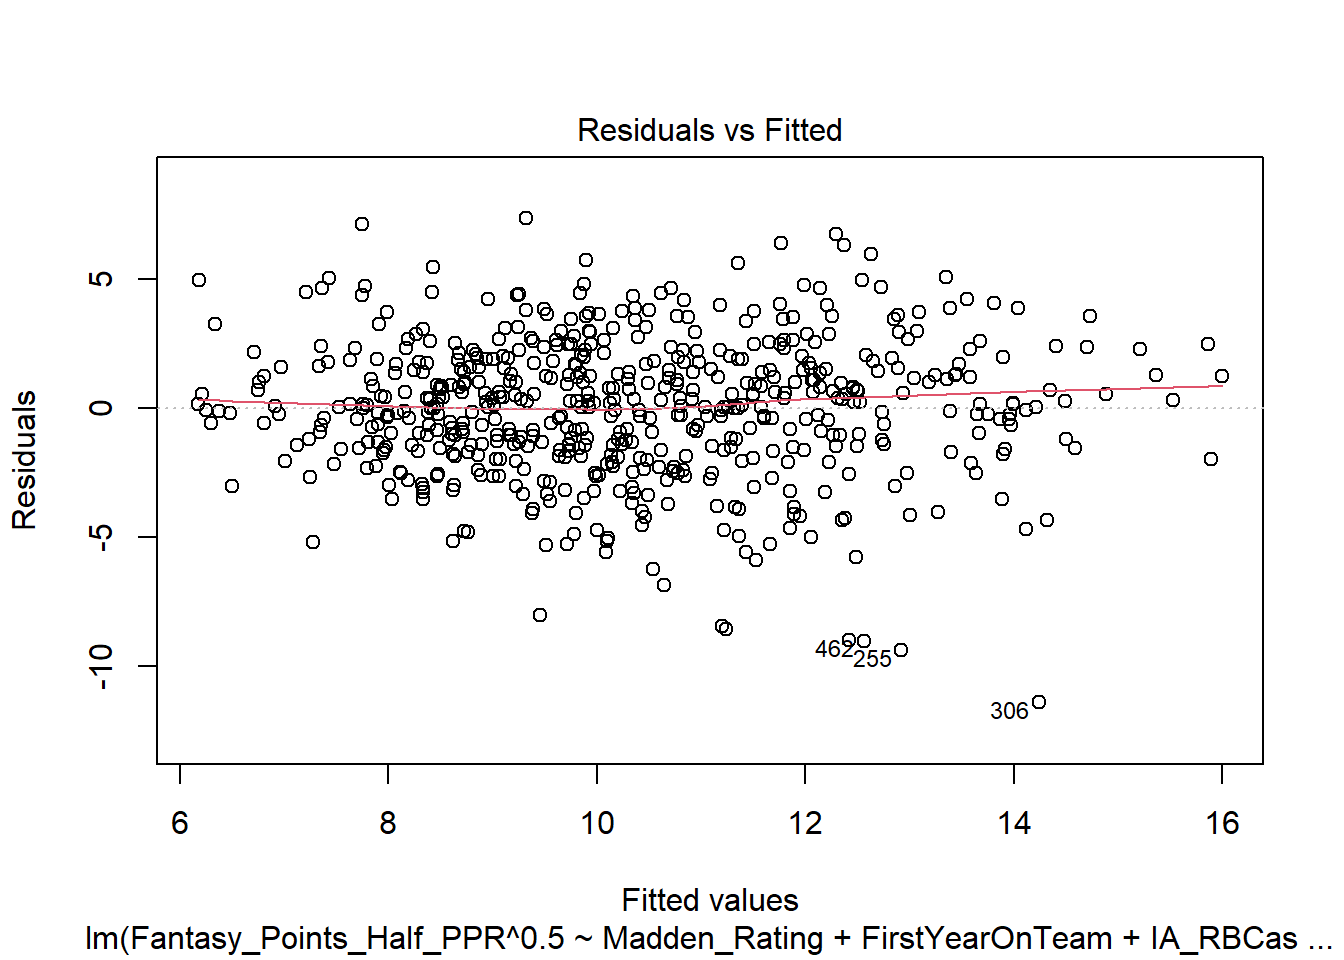 Residuals vs Fitted
Residuals
5
0
-5
-10
462
255
306
6 8 10 12 14 16
Fitted values
lm(Fantasy_Points_Half_PPR^0.5 ~ Madden_Rating + FirstYearOnTeam + IA_RBCas ...